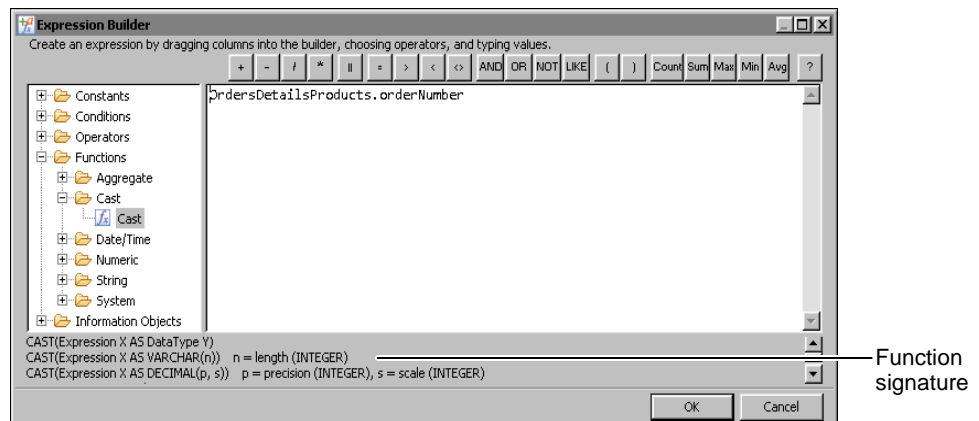 Expression Builder
Create an expression by dragging columns into the builder, choosing operators, and typing values.
+ - / * || = > < <> AND OR NOT LIKE ( ) Count Sum Max Min Avg ?
Constants
Conditions
Operators
Functions
Aggregate
Cast
fx Cast
Date/Time
Numeric
String
System
Information Objects
OrdersDetailsProducts.orderNumber
CAST(Expression X AS DataType Y)
CAST(Expression X AS VARCHAR(n)) n = length (INTEGER)
CAST(Expression X AS DECIMAL(p, s)) p = precision (INTEGER), s = scale (INTEGER)
Function
signature
OK Cancel